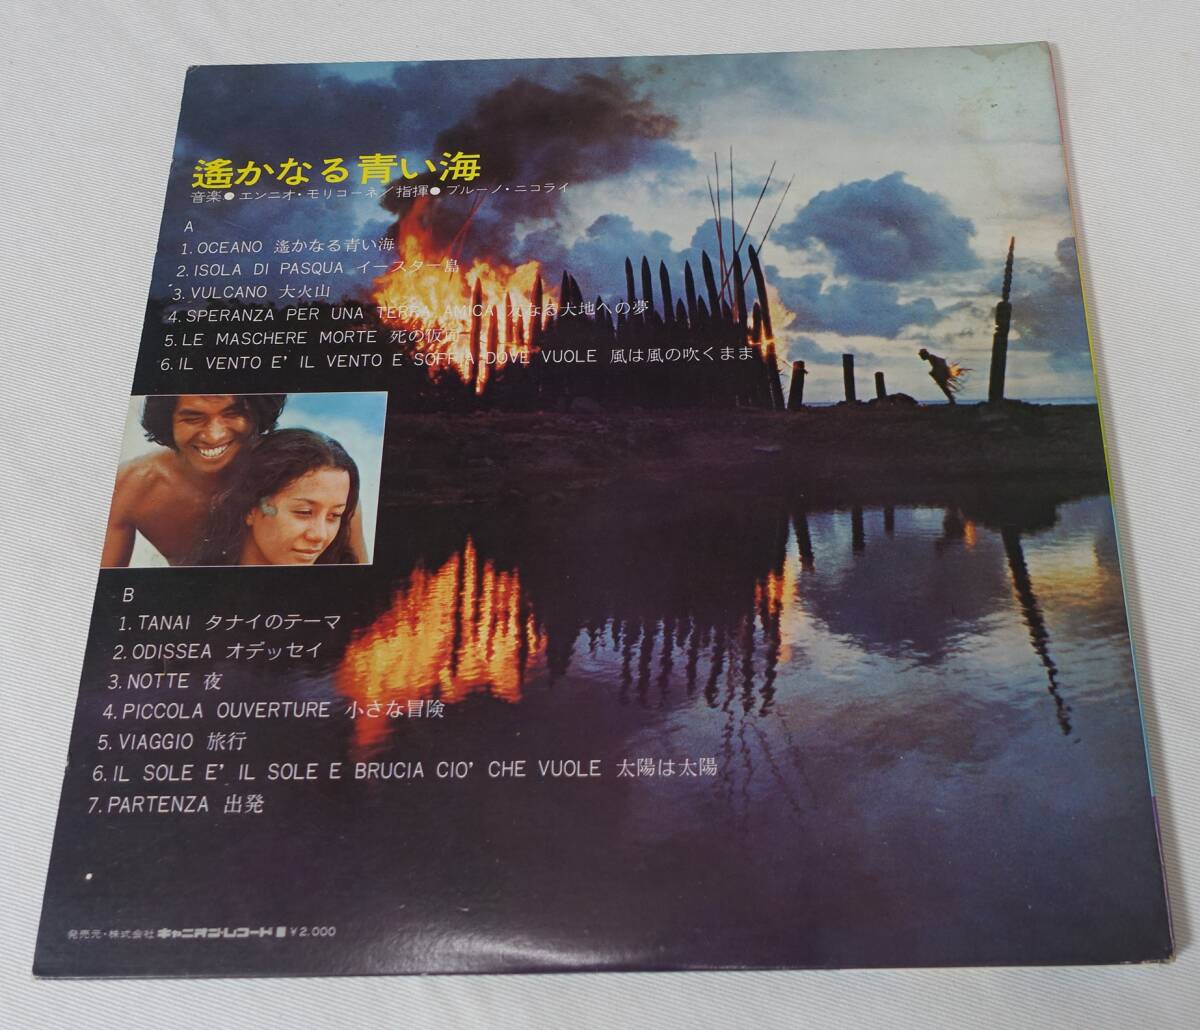 遙かなる青い海
音楽●エンニオ・モリコーネ／指揮●ブルーノ・ニコライ
A
1. OCEANO 遙かなる青い海
2. ISOLA DI PASQUA イースター島
3. VULCANO 大火山
4. SPERANZA PER UNA TERRA AMICA なる大地への夢
5. LE MASCHERE MORTE 死の仮面
6. IL VENTO E' IL VENTO E SOFFIA DOVE VUOLE 風は風の吹くまま
B
1. TANAI タナイのテーマ
2. ODISSEA オデッセイ
3. NOTTE 夜
4. PICCOLA OUVERTURE 小さな冒険
5. VIAGGIO 旅行
6. IL SOLE E' IL SOLE E BRUCIA CIO' CHE VUOLE 太陽は太陽
7. PARTENZA 出発
発売元・株式会社 キャニオン・レコード ¥2,000